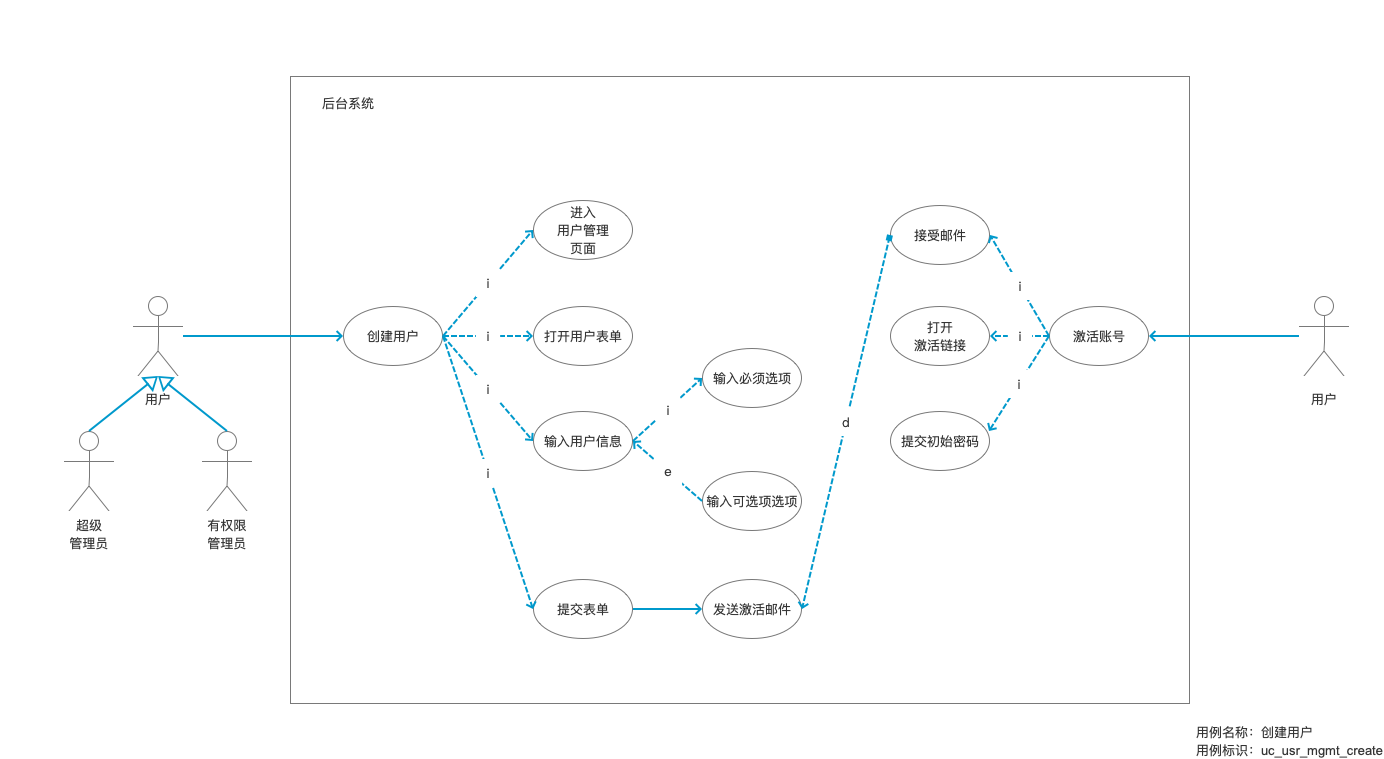 后台系统
进入
用户管理
页面
接受邮件
i
i
创建用户
i
打开用户表单
打开
激活链接
i
激活账号
用户
用户
i
输入必须选项
i
i
输入用户信息
d
提交初始密码
e
i
输入可选项选项
超级
管理员
有权限
管理员
提交表单
发送激活邮件
用例名称：创建用户
用例标识：uc_usr_mgmt_create